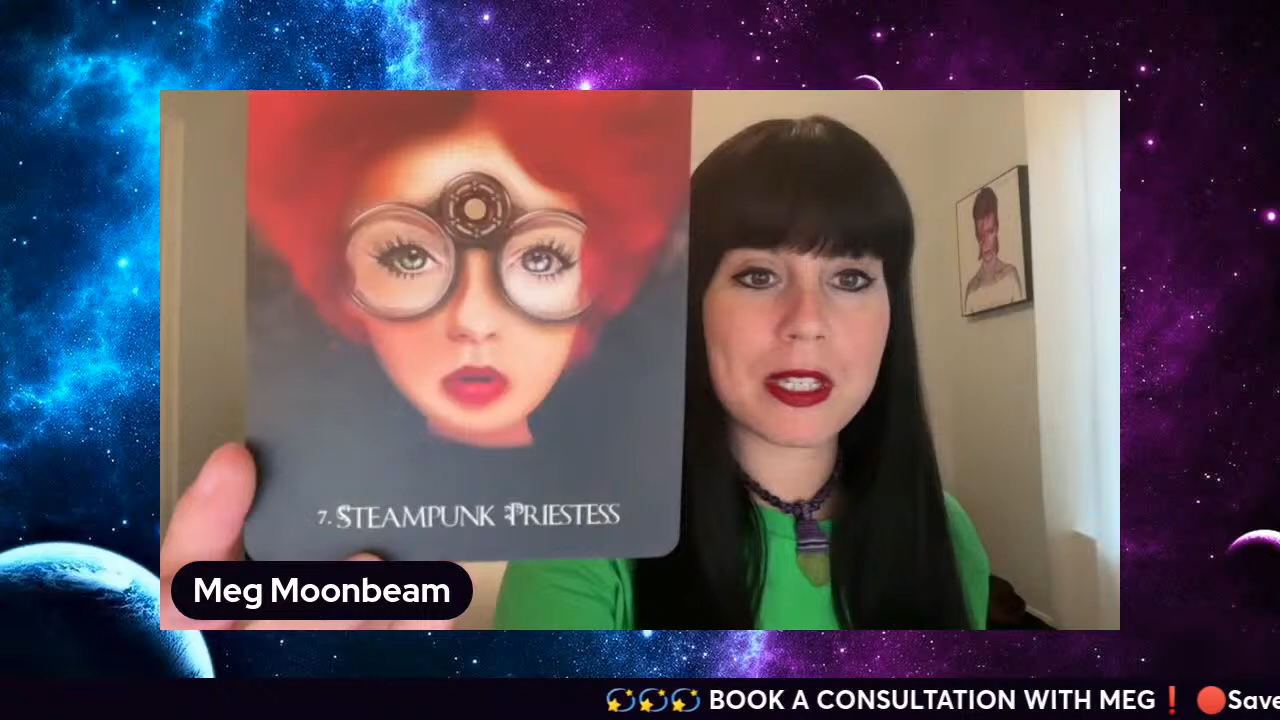 7. STEAMPUNK PRIESTESS
Meg Moonbeam
💫💫💫 BOOK A CONSULTATION WITH MEG❗ 🔴Save